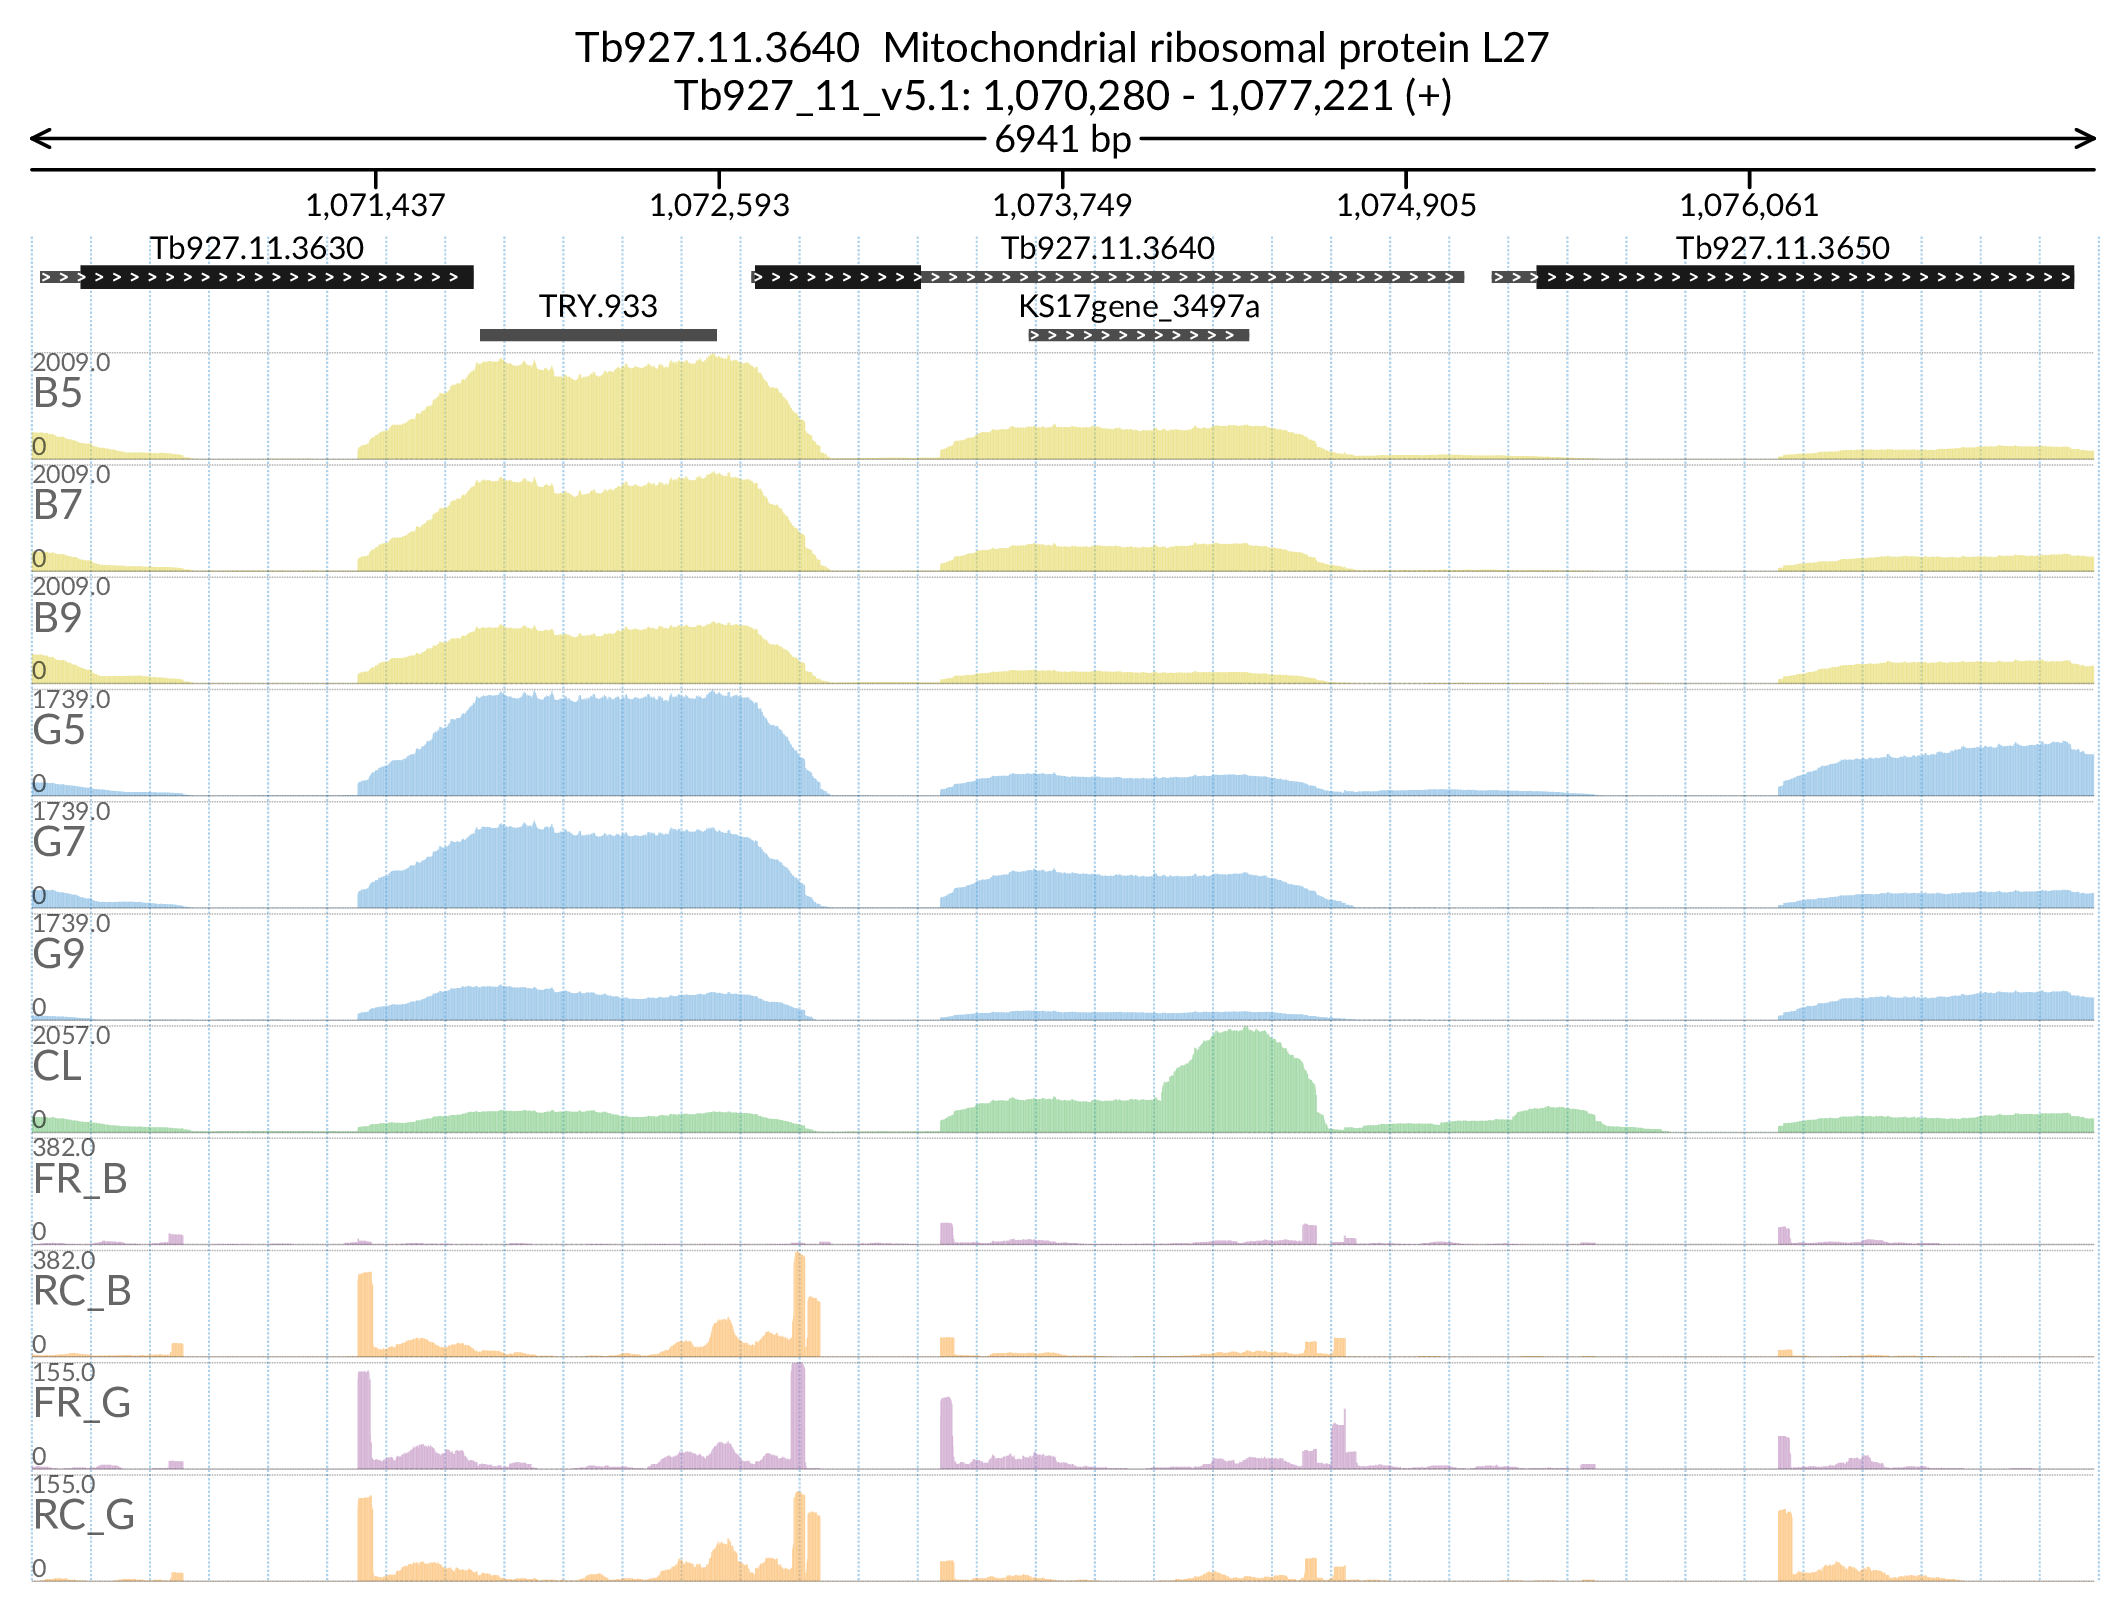 Tb927.11.3640  Mitochondrial ribosomal protein L27
Tb927_11_v5.1: 1,070,280 - 1,077,221 (+)
6941 bp
1,071,437 1,072,593 1,073,749 1,074,905 1,076,061
Tb927.11.3630 Tb927.11.3640 Tb927.11.3650
TRY.933 KS17gene_3497a
2009.0
B5
0
2009.0
B7
0
2009.0
B9
0
1739.0
G5
0
1739.0
G7
0
1739.0
G9
0
2057.0
CL
0
382.0
FR_B
0
382.0
RC_B
0
155.0
FR_G
0
155.0
RC_G
0